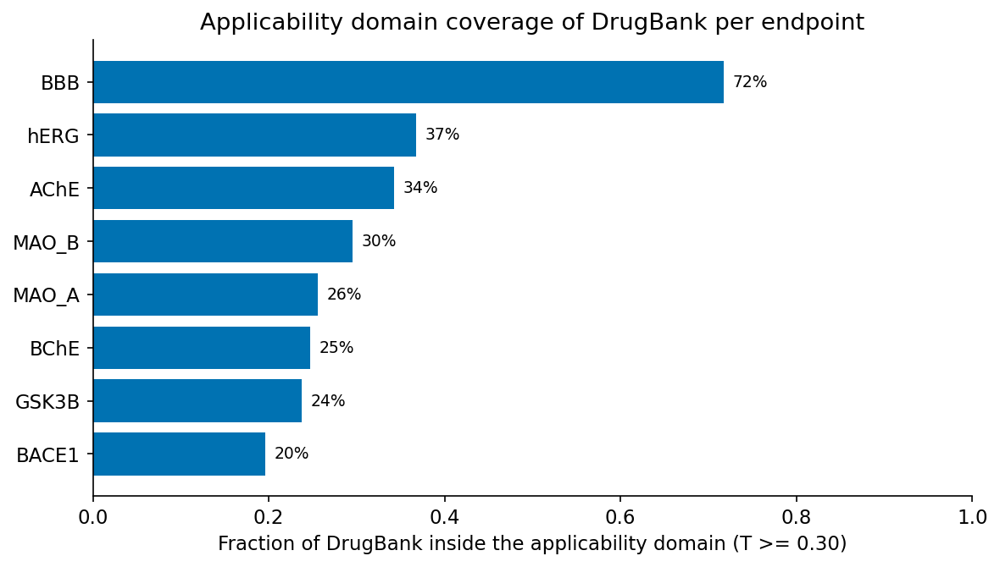 Applicability domain coverage of DrugBank per endpoint
BBB 72%
hERG 37%
AChE 34%
MAO_B 30%
MAO_A 26%
BChE 25%
GSK3B 24%
BACE1 20%
0.0 0.2 0.4 0.6 0.8 1.0
Fraction of DrugBank inside the applicability domain (T >= 0.30)